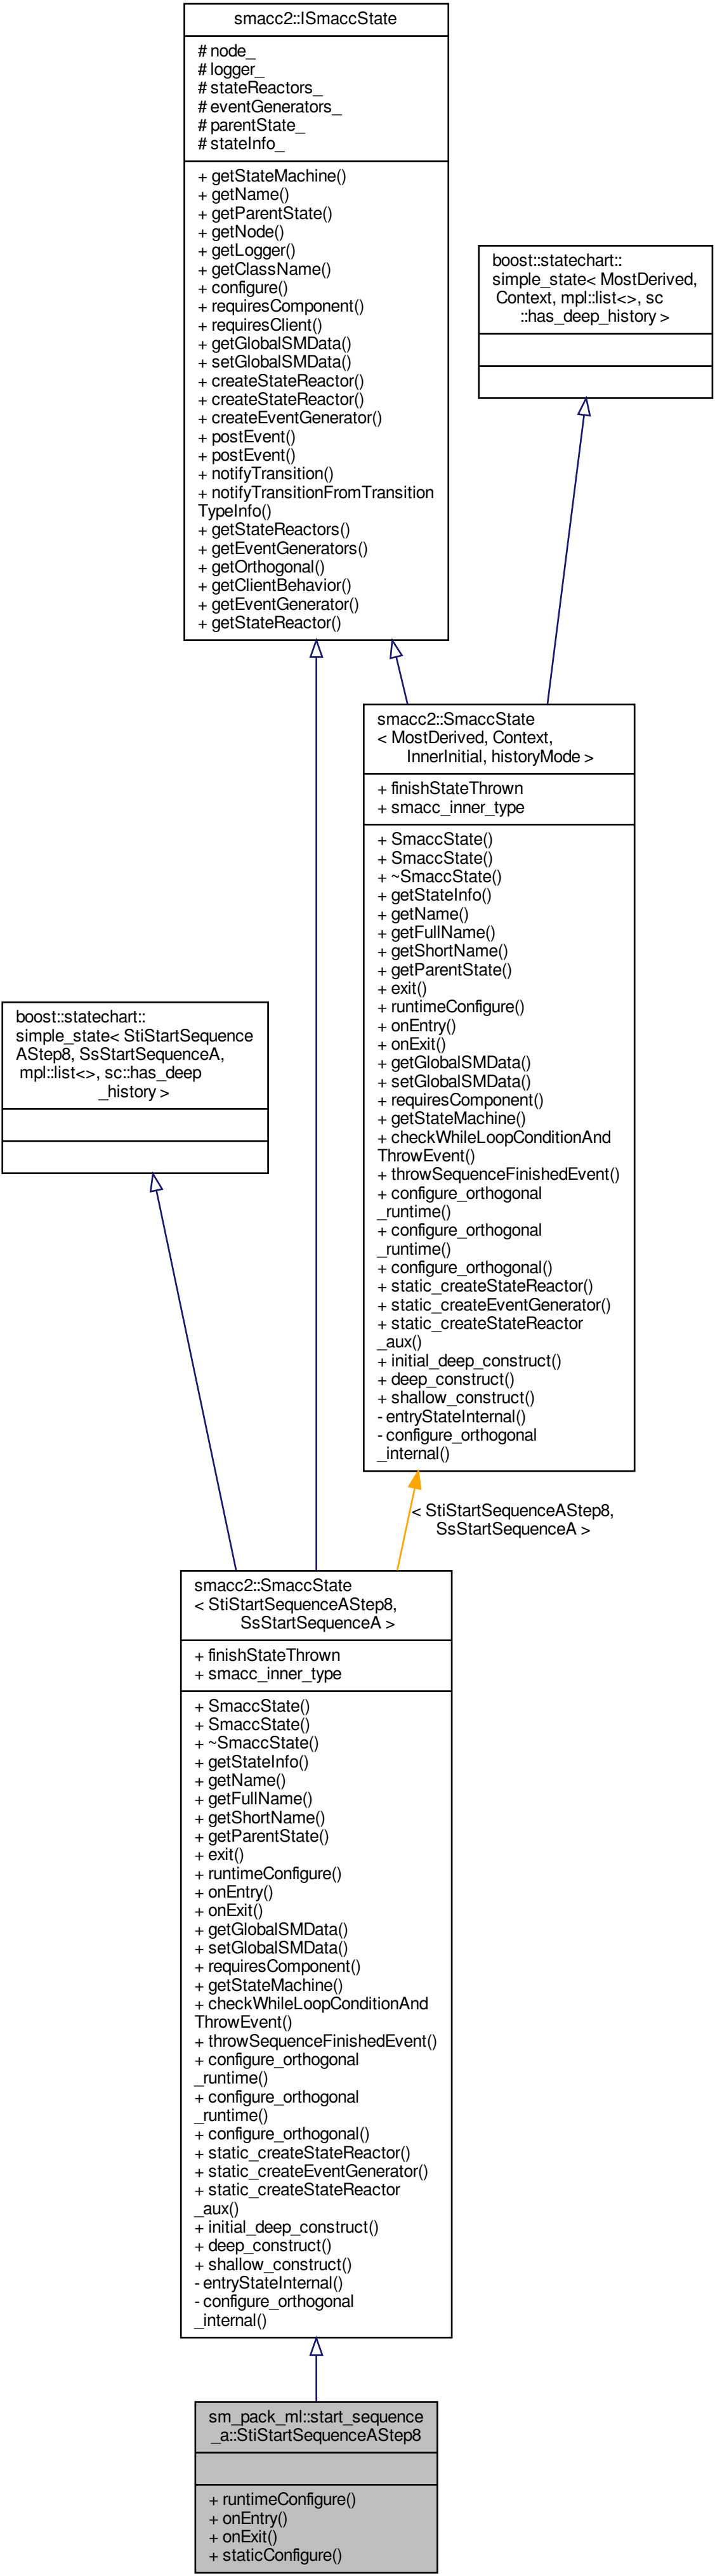 smacc2::ISmaccState
# node_
# logger_
# stateReactors_
# eventGenerators_
# parentState_
# stateInfo_
+ getStateMachine()
+ getName()
+ getParentState()
+ getNode()
+ getLogger()
+ getClassName()
+ configure()
+ requiresComponent()
+ requiresClient()
+ getGlobalSMData()
+ setGlobalSMData()
+ createStateReactor()
+ createStateReactor()
+ createEventGenerator()
+ postEvent()
+ postEvent()
+ notifyTransition()
+ notifyTransitionFromTransition
TypeInfo()
+ getStateReactors()
+ getEventGenerators()
+ getOrthogonal()
+ getClientBehavior()
+ getEventGenerator()
+ getStateReactor()
boost::statechart::
simple_state< MostDerived,
Context, mpl::list<>, sc
::has_deep_history >
smacc2::SmaccState
< MostDerived, Context,
InnerInitial, historyMode >
+ finishStateThrown
+ smacc_inner_type
+ SmaccState()
+ SmaccState()
+ ~SmaccState()
+ getStateInfo()
+ getName()
+ getFullName()
+ getShortName()
+ getParentState()
+ exit()
+ runtimeConfigure()
+ onEntry()
+ onExit()
+ getGlobalSMData()
+ setGlobalSMData()
+ requiresComponent()
+ getStateMachine()
+ checkWhileLoopConditionAnd
ThrowEvent()
+ throwSequenceFinishedEvent()
+ configure_orthogonal
_runtime()
+ configure_orthogonal
_runtime()
+ configure_orthogonal()
+ static_createStateReactor()
+ static_createEventGenerator()
+ static_createStateReactor
_aux()
+ initial_deep_construct()
+ deep_construct()
+ shallow_construct()
- entryStateInternal()
- configure_orthogonal
_internal()
boost::statechart::
simple_state< StiStartSequence
AStep8, SsStartSequenceA,
mpl::list<>, sc::has_deep
_history >
< StiStartSequenceAStep8,
SsStartSequenceA >
smacc2::SmaccState
< StiStartSequenceAStep8,
SsStartSequenceA >
+ finishStateThrown
+ smacc_inner_type
+ SmaccState()
+ SmaccState()
+ ~SmaccState()
+ getStateInfo()
+ getName()
+ getFullName()
+ getShortName()
+ getParentState()
+ exit()
+ runtimeConfigure()
+ onEntry()
+ onExit()
+ getGlobalSMData()
+ setGlobalSMData()
+ requiresComponent()
+ getStateMachine()
+ checkWhileLoopConditionAnd
ThrowEvent()
+ throwSequenceFinishedEvent()
+ configure_orthogonal
_runtime()
+ configure_orthogonal
_runtime()
+ configure_orthogonal()
+ static_createStateReactor()
+ static_createEventGenerator()
+ static_createStateReactor
_aux()
+ initial_deep_construct()
+ deep_construct()
+ shallow_construct()
- entryStateInternal()
- configure_orthogonal
_internal()
sm_pack_ml::start_sequence
_a::StiStartSequenceAStep8
+ runtimeConfigure()
+ onEntry()
+ onExit()
+ staticConfigure()